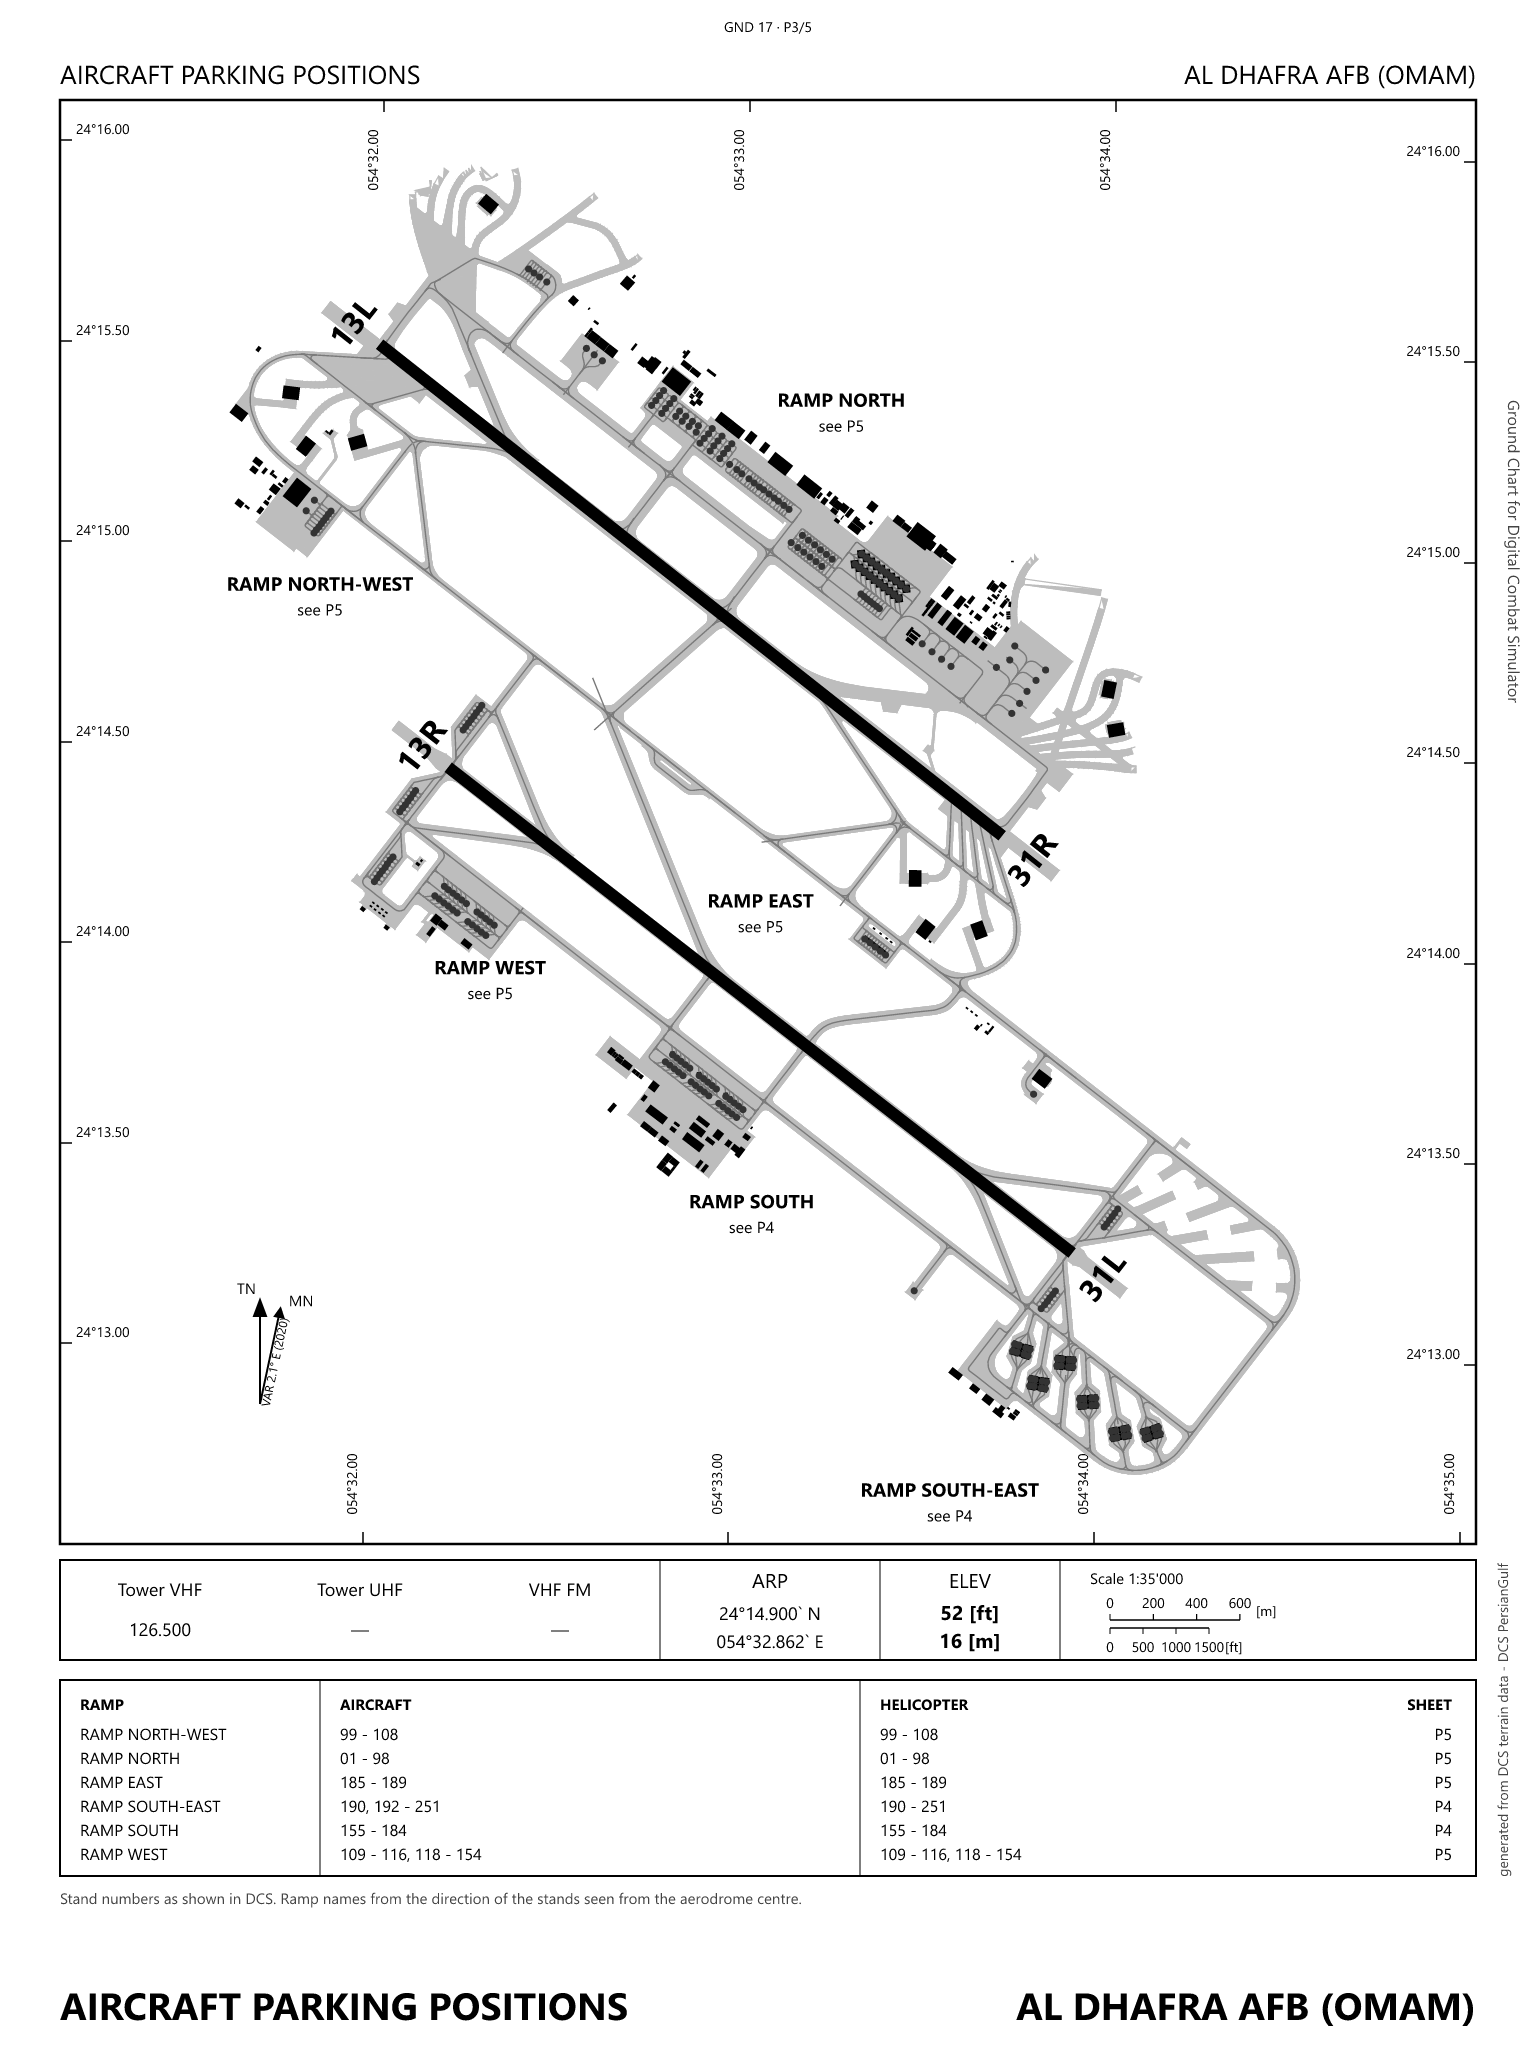 GND 17 · P3/5
AIRCRAFT PARKING POSITIONS
AL DHAFRA AFB (OMAM)
24°16.00
054°32.00
054°33.00
054°34.00
24°16.00
13L
24°15.50
24°15.50
RAMP NORTH
see P5
24°15.00
24°15.00
RAMP NORTH-WEST
see P5
13R
24°14.50
24°14.50
31R
RAMP EAST
see P5
24°14.00
24°14.00
RAMP WEST
see P5
24°13.50
24°13.50
RAMP SOUTH
see P4
31L
TN
MN
VAR 2.1° E (2020)
24°13.00
24°13.00
054°32.00
054°33.00
054°34.00
054°35.00
RAMP SOUTH-EAST
see P4
Ground Chart for Digital Combat Simulator
Tower VHF
Tower UHF
VHF FM
126.500
—
—
ARP
24°14.900` N
054°32.862` E
ELEV
52 [ft]
16 [m]
Scale 1:35'000
0 200 400 600 [m]
0 500 1000 1500 [ft]
generated from DCS terrain data - DCS PersianGulf
RAMP AIRCRAFT HELICOPTER SHEET
RAMP NORTH-WEST 99 - 108 99 - 108 P5
RAMP NORTH 01 - 98 01 - 98 P5
RAMP EAST 185 - 189 185 - 189 P5
RAMP SOUTH-EAST 190, 192 - 251 190 - 251 P4
RAMP SOUTH 155 - 184 155 - 184 P4
RAMP WEST 109 - 116, 118 - 154 109 - 116, 118 - 154 P5
Stand numbers as shown in DCS. Ramp names from the direction of the stands seen from the aerodrome centre.
AIRCRAFT PARKING POSITIONS
AL DHAFRA AFB (OMAM)